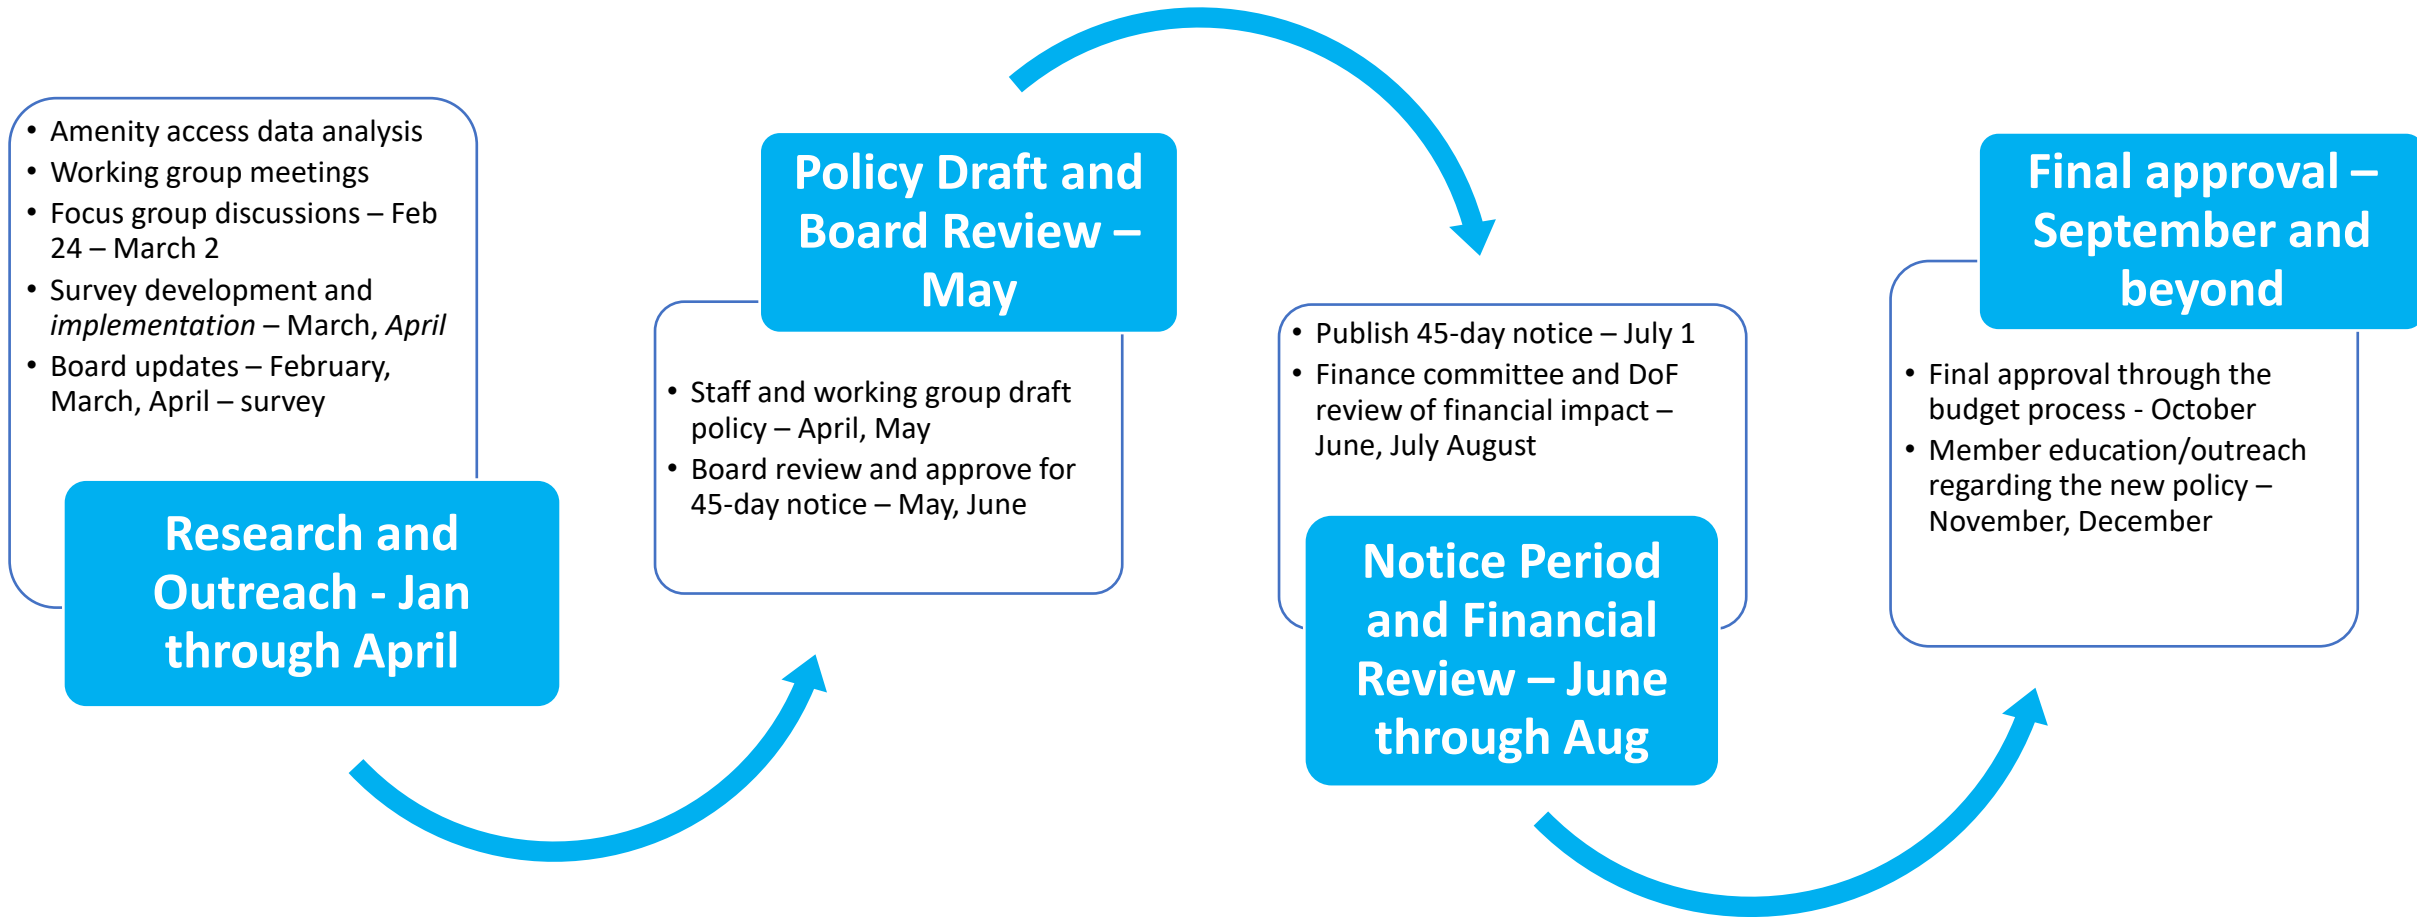 • Amenity access data analysis
• Working group meetings
• Focus group discussions – Feb
24 – March 2
• Survey development and
implementation – March, April
• Board updates – February,
March, April – survey
Research and
Outreach - Jan
through April
Policy Draft and
Board Review –
May
• Staff and working group draft
policy – April, May
• Board review and approve for
45-day notice – May, June
• Publish 45-day notice – July 1
• Finance committee and DoF
review of financial impact –
June, July August
Notice Period
and Financial
Review – June
through Aug
Final approval –
September and
beyond
• Final approval through the
budget process - October
• Member education/outreach
regarding the new policy –
November, December